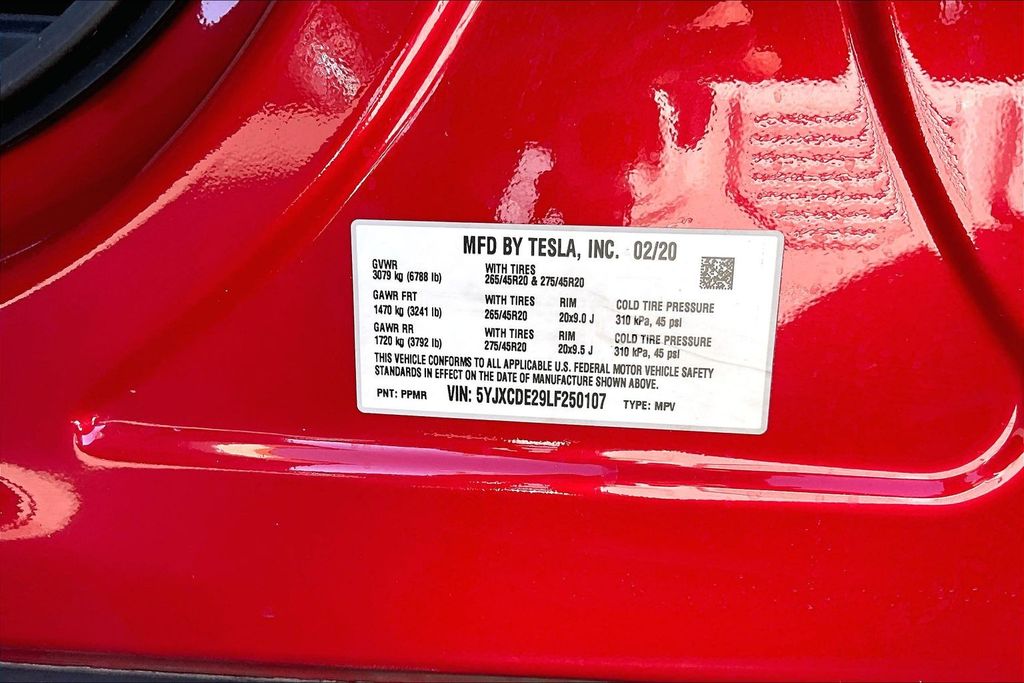 MFD BY TESLA, INC. 02/20
GVWR WITH TIRES
3079 kg (6788 lb) 265/45R20 & 275/45R20
GAWR FRT WITH TIRES RIM COLD TIRE PRESSURE
1470 kg (3241 lb) 265/45R20 20x9.0 J 310 kPa, 45 psi
GAWR RR WITH TIRES RIM COLD TIRE PRESSURE
1720 kg (3792 lb) 275/45R20 20x9.5 J 310 kPa, 45 psi
THIS VEHICLE CONFORMS TO ALL APPLICABLE U.S. FEDERAL MOTOR VEHICLE SAFETY
STANDARDS IN EFFECT ON THE DATE OF MANUFACTURE SHOWN ABOVE.
PNT: PPMR VIN: 5YJXCDE29LF250107 TYPE: MPV